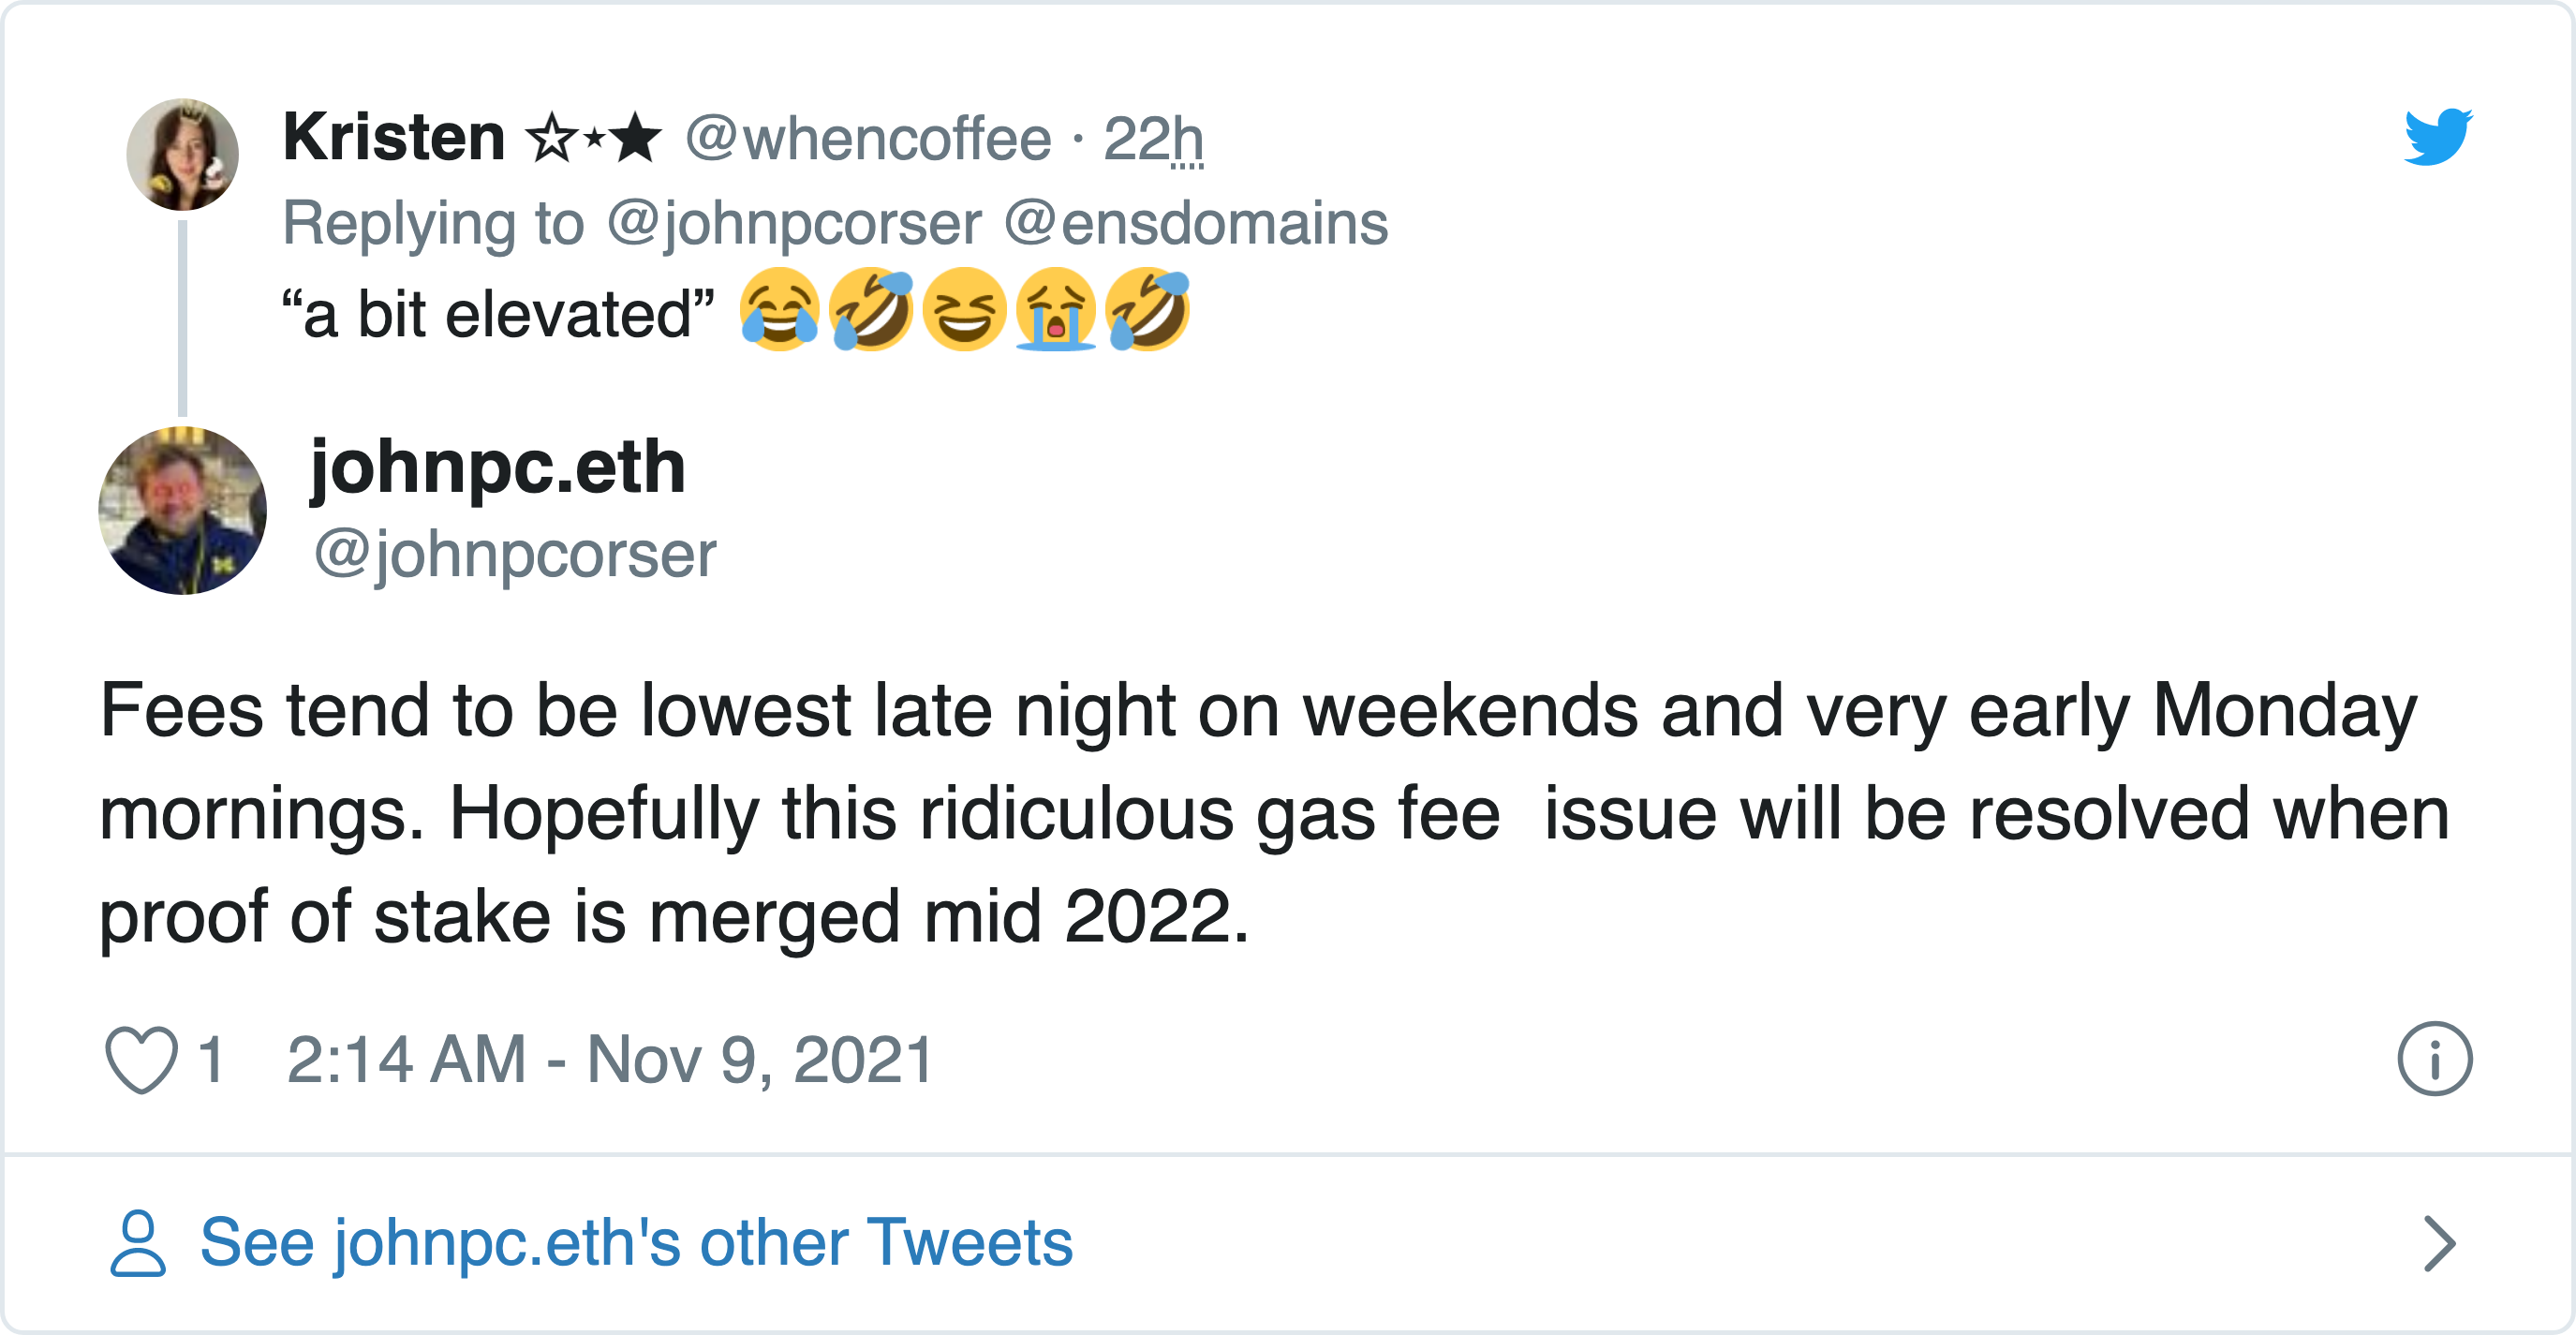 Kristen ☆⋆★ @whencoffee · 22h
Replying to @johnpcorser @ensdomains
“a bit elevated” 😂🤣😆😭🤣
johnpc.eth
@johnpcorser
Fees tend to be lowest late night on weekends and very early Monday
mornings. Hopefully this ridiculous gas fee  issue will be resolved when
proof of stake is merged mid 2022.
1 2:14 AM - Nov 9, 2021
See johnpc.eth's other Tweets